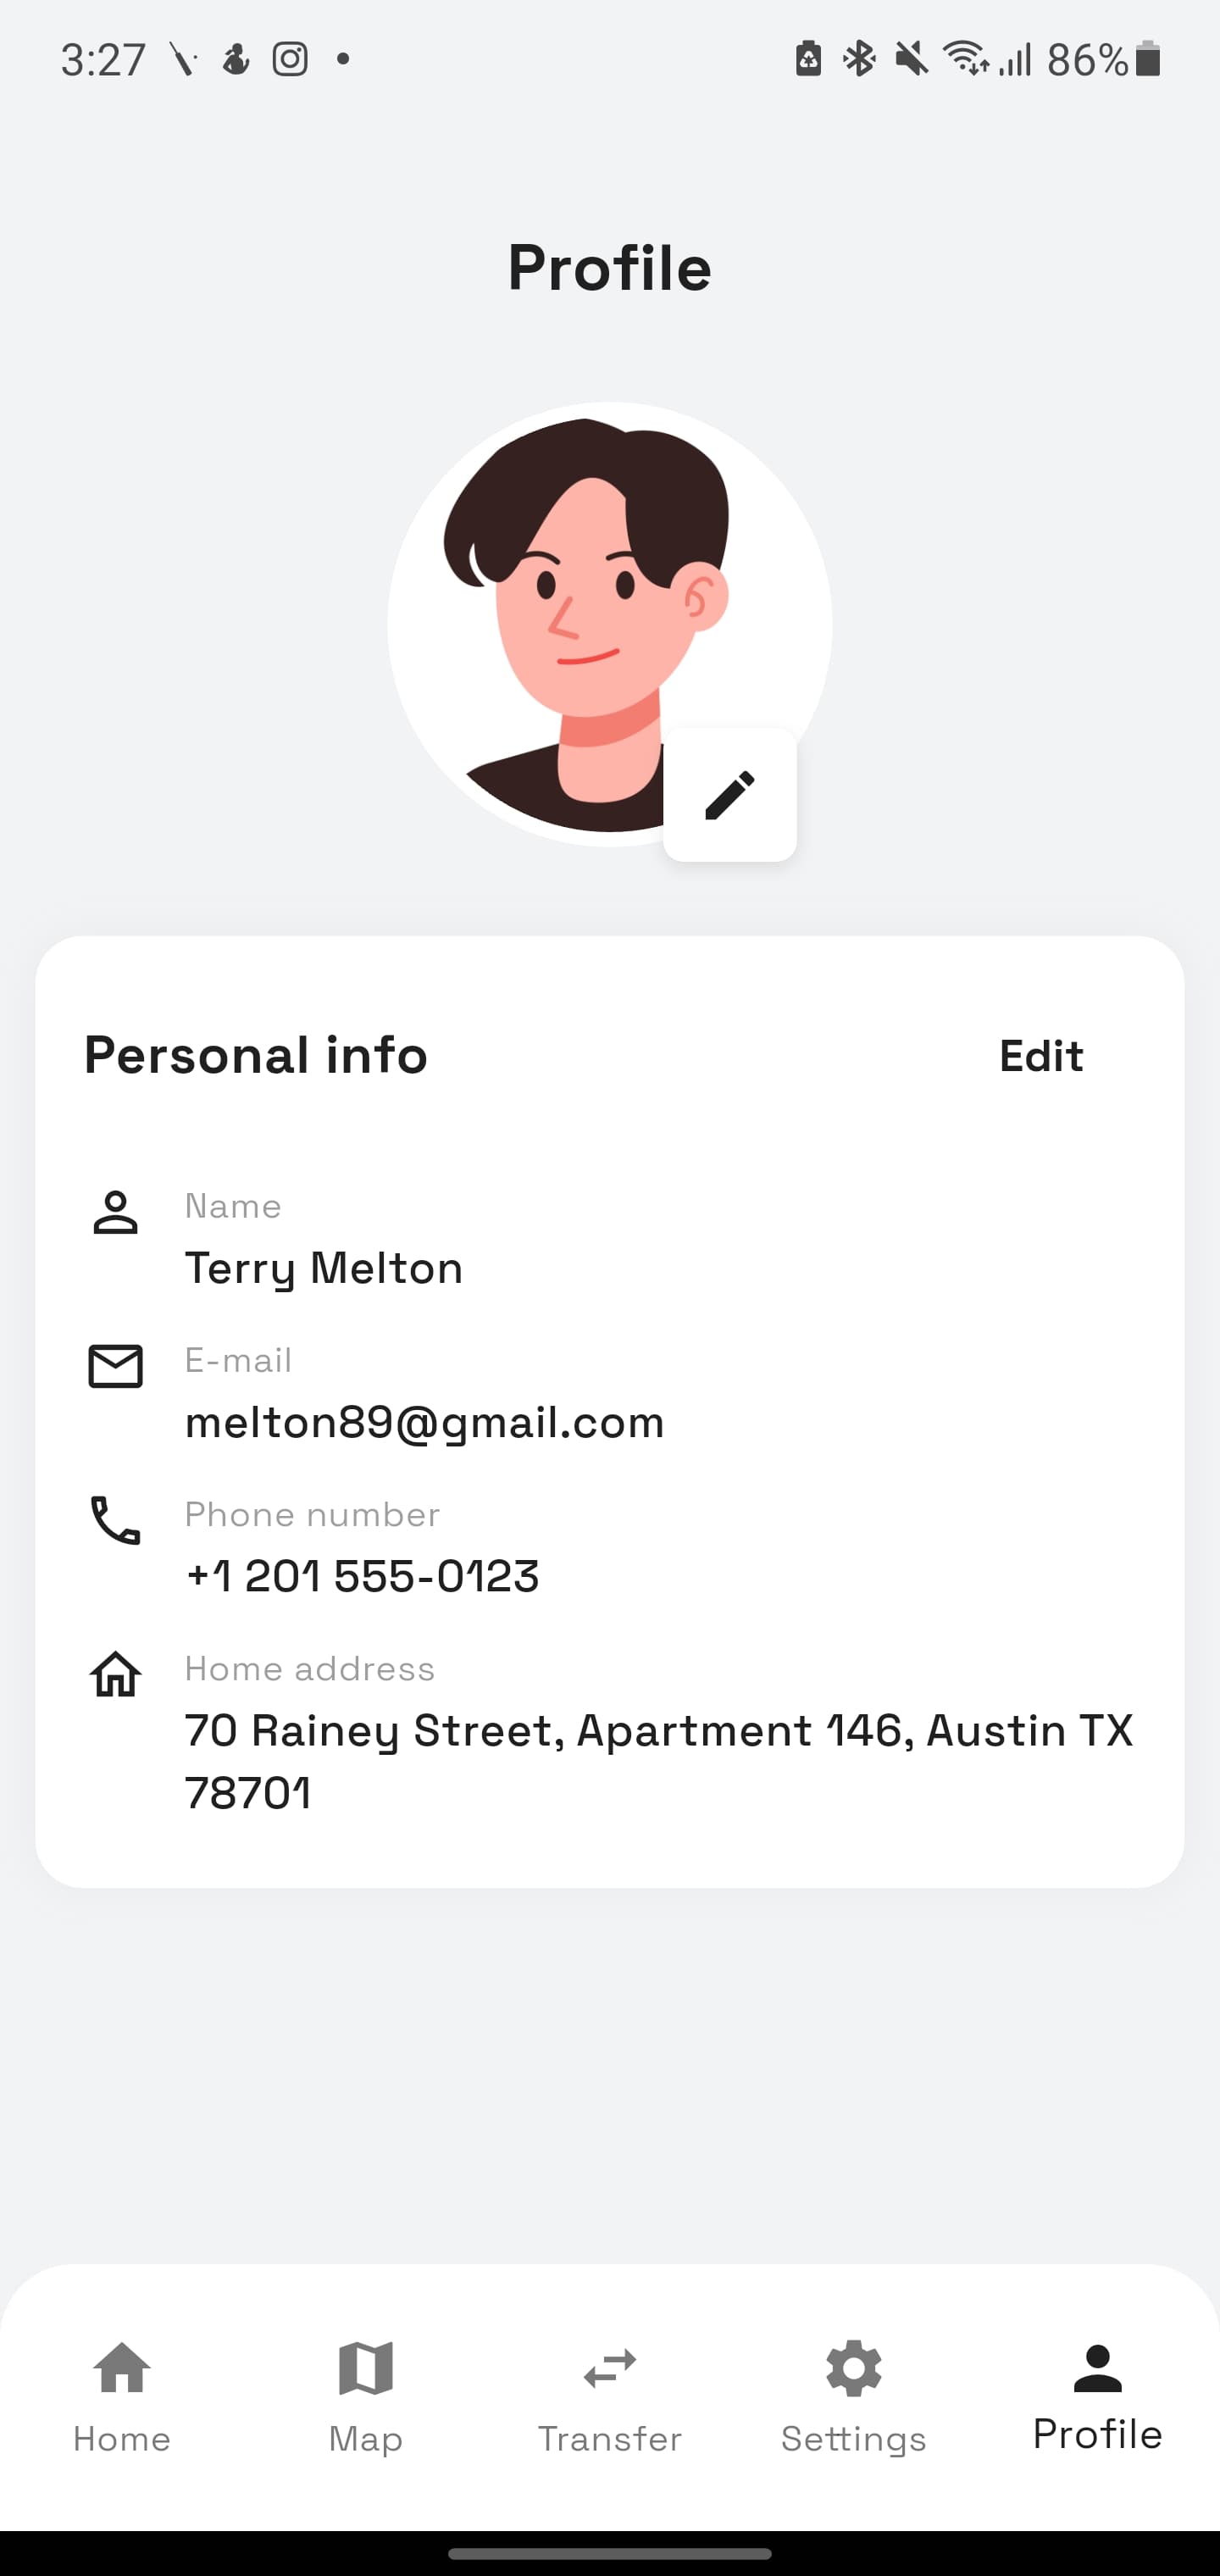 3:27 86%
Profile
Personal info Edit
Name
Terry Melton
E-mail
melton89@gmail.com
Phone number
+1 201 555-0123
Home address
70 Rainey Street, Apartment 146, Austin TX
78701
Home Map Transfer Settings Profile